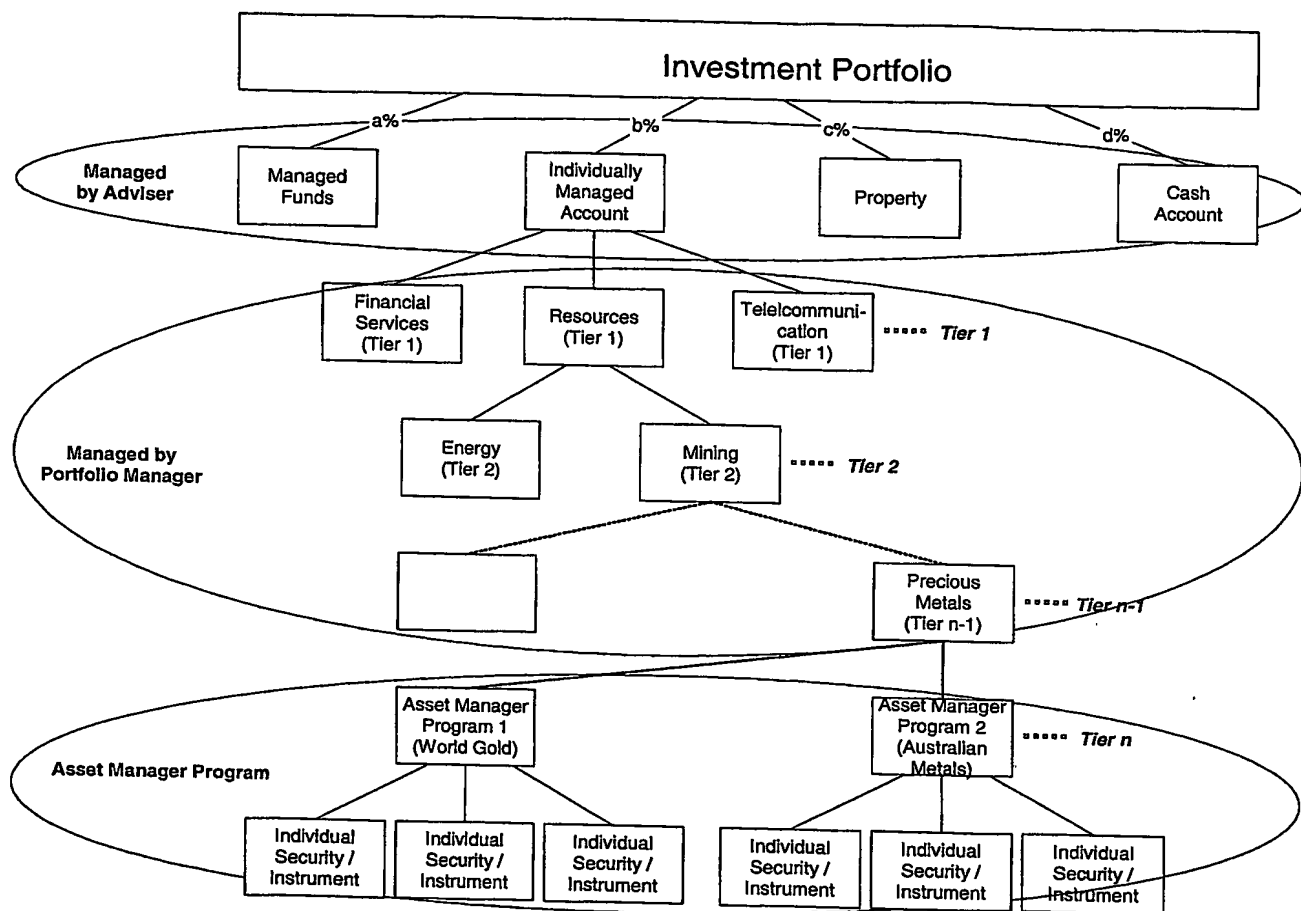 Investment Portfolio
a%
b%
c%
d%
Managed
by Adviser
Managed
Funds
Individually
Managed
Account
Property
Cash
Account
Financial
Services
(Tier 1)
Resources
(Tier 1)
Telelcommuni-
cation
(Tier 1)
Tier 1
Managed by
Portfolio Manager
Energy
(Tier 2)
Mining
(Tier 2)
Tier 2
Precious
Metals
(Tier n-1)
Tier n-1
Asset Manager Program
Asset Manager
Program 1
(World Gold)
Asset Manager
Program 2
(Australian
Metals)
Tier n
Individual
Security /
Instrument
Individual
Security /
Instrument
Individual
Security /
Instrument
Individual
Security /
Instrument
Individual
Security /
Instrument
Individual
Security /
Instrument